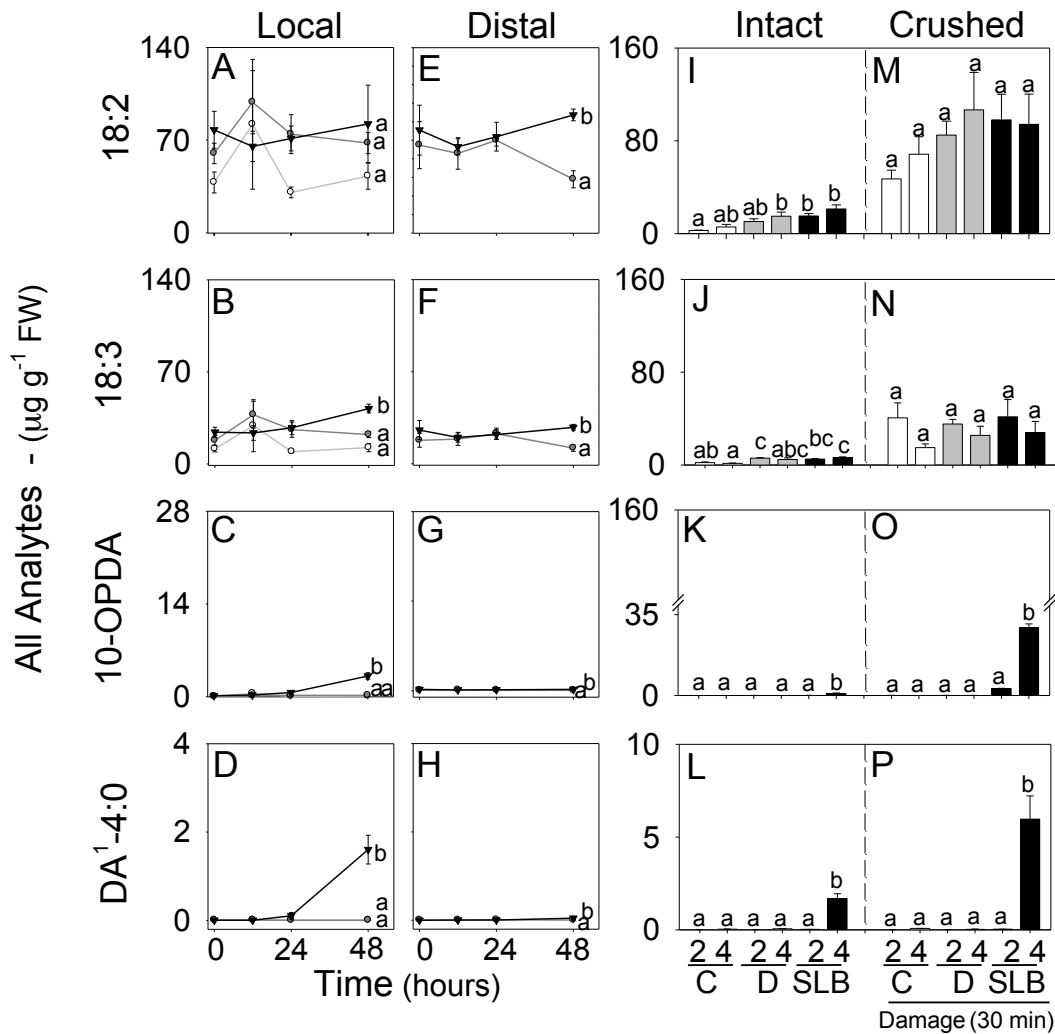 Local Distal Intact Crushed
All Analytes - (µg g⁻¹ FW)
18:2
140
70
0
A
a
a
a
E
b
a
160
80
0
I
a ab ab b b b
M
a a a a a a
18:3
140
70
0
B
b
a
a
F
b
a
160
80
0
J
ab a c abc bc c
N
a a a a a a
10-OPDA
28
14
0
C
b
aa
G
b
a
160
35
0
K
a a a a a b
O
a a a a a b
DA¹-4:0
4
2
0
D
b
a
a
H
b
a
10
5
0
L
a a a a a b
P
a a a a a b
0 24 48 0 24 48
Time (hours)
2 4 2 4 2 4 2 4 2 4 2 4
C D SLB C D SLB
Damage (30 min)